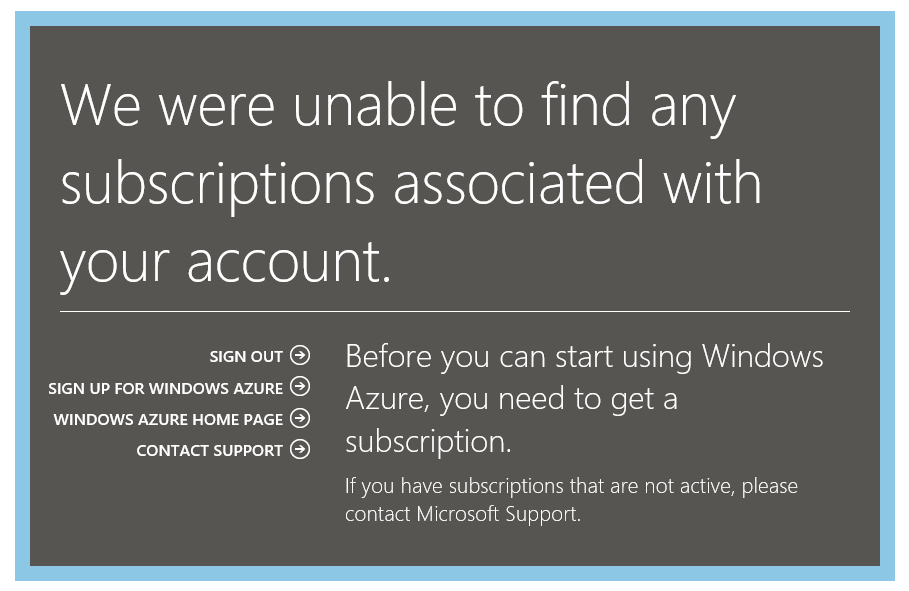 We were unable to find any
subscriptions associated with
your account.
SIGN OUT
SIGN UP FOR WINDOWS AZURE
WINDOWS AZURE HOME PAGE
CONTACT SUPPORT
Before you can start using Windows
Azure, you need to get a
subscription.
If you have subscriptions that are not active, please
contact Microsoft Support.